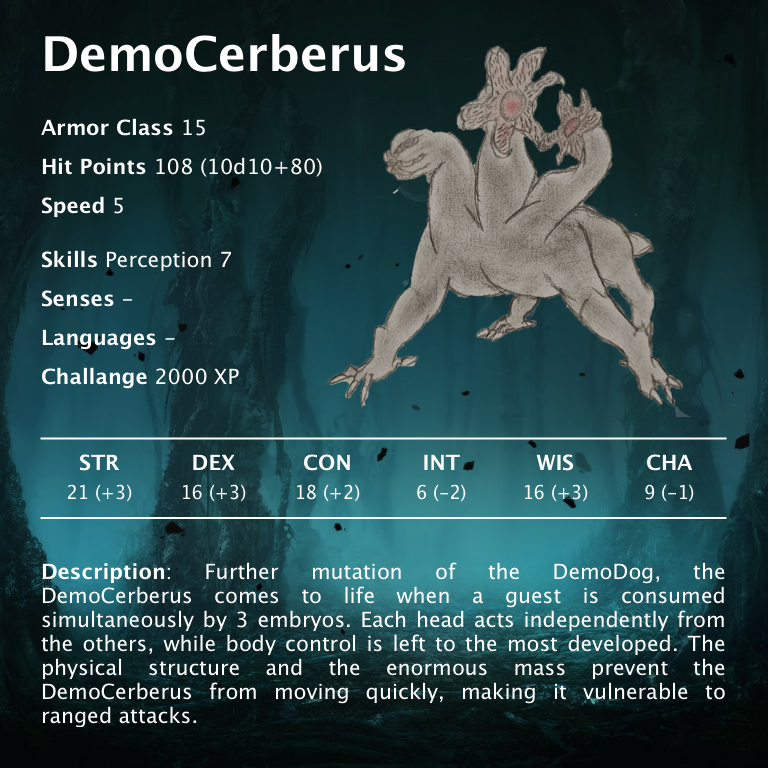 DemoCerberus
Armor Class 15
Hit Points 108 (10d10+80)
Speed 5
Skills Perception 7
Senses –
Languages –
Challange 2000 XP
STR DEX CON INT WIS CHA
21 (+3) 16 (+3) 18 (+2) 6 (–2) 16 (+3) 9 (–1)
Description: Further mutation of the DemoDog, the
DemoCerberus comes to life when a guest is consumed
simultaneously by 3 embryos. Each head acts independently from
the others, while body control is left to the most developed. The
physical structure and the enormous mass prevent the
DemoCerberus from moving quickly, making it vulnerable to
ranged attacks.